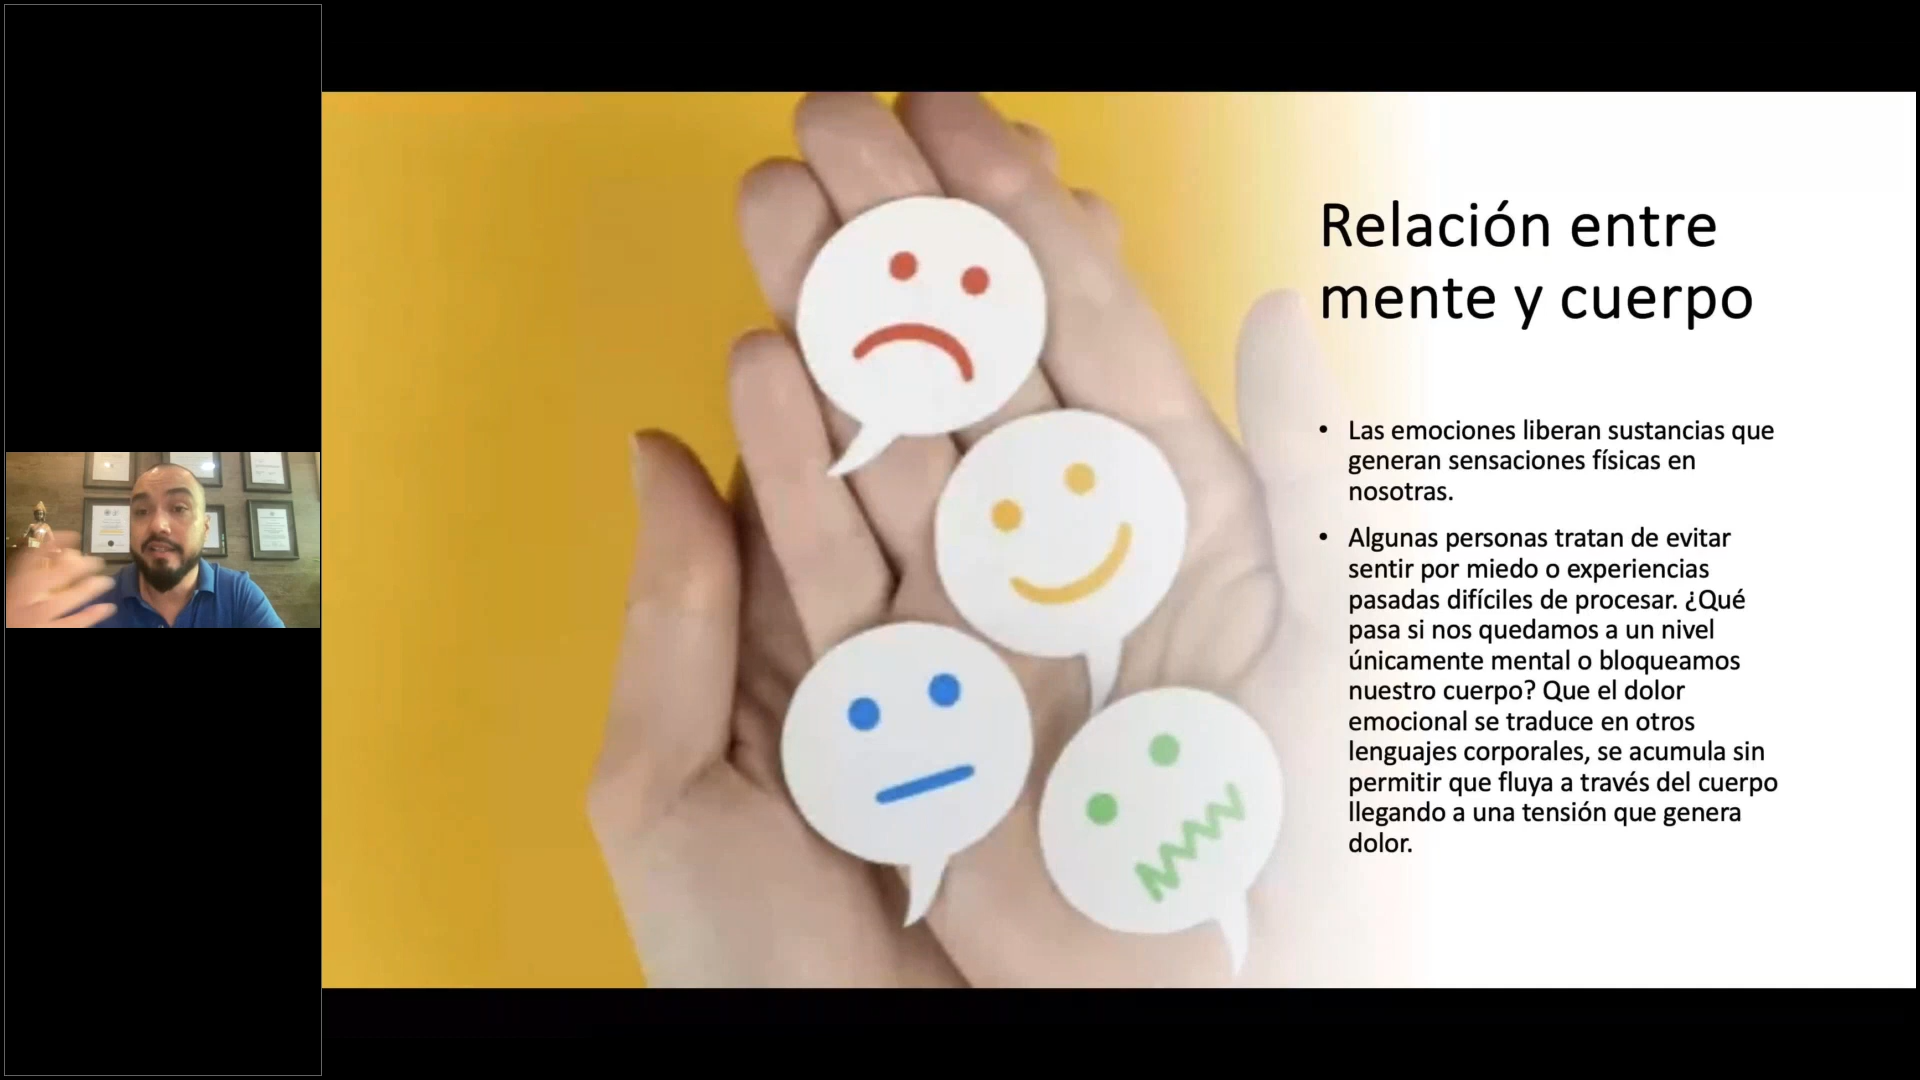 Relación entre
mente y cuerpo
• Las emociones liberan sustancias que
generan sensaciones físicas en
nosotras.
• Algunas personas tratan de evitar
sentir por miedo o experiencias
pasadas difíciles de procesar. ¿Qué
pasa si nos quedamos a un nivel
únicamente mental o bloqueamos
nuestro cuerpo? Que el dolor
emocional se traduce en otros
lenguajes corporales, se acumula sin
permitir que fluya a través del cuerpo
llegando a una tensión que genera
dolor.